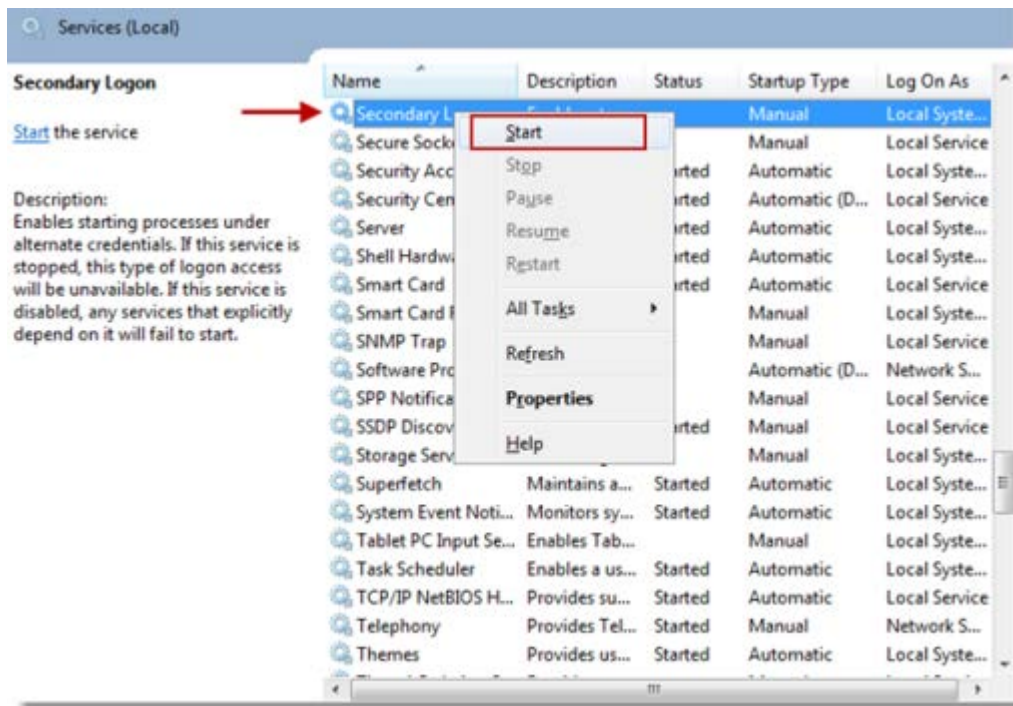 Services (Local)
Secondary Logon
Start the service
Description:
Enables starting processes under
alternate credentials. If this service is
stopped, this type of logon access
will be unavailable. If this service is
disabled, any services that explicitly
depend on it will fail to start.
Name Description Status Startup Type Log On As
Secondary L Manual Local Syste...
Secure Socke Manual Local Service
Security Acc rted Automatic Local Syste...
Security Cen rted Automatic (D... Local Service
Server rted Automatic Local Syste...
Shell Hardwa rted Automatic Local Syste...
Smart Card rted Automatic Local Service
Smart Card Manual Local Syste...
SNMP Trap Manual Local Service
Software Pro Automatic (D... Network S...
SPP Notifica Manual Local Service
SSDP Discov rted Manual Local Service
Storage Serv Manual Local Syste...
Superfetch Maintains a... Started Automatic Local Syste...
System Event Noti... Monitors sy... Started Automatic Local Syste...
Tablet PC Input Se... Enables Tab... Manual Local Syste...
Task Scheduler Enables a us... Started Automatic Local Syste...
TCP/IP NetBIOS H... Provides su... Started Automatic Local Service
Telephony Provides Tel... Started Manual Network S...
Themes Provides us... Started Automatic Local Syste...
Start
Stop
Pause
Resume
Restart
All Tasks
Refresh
Properties
Help